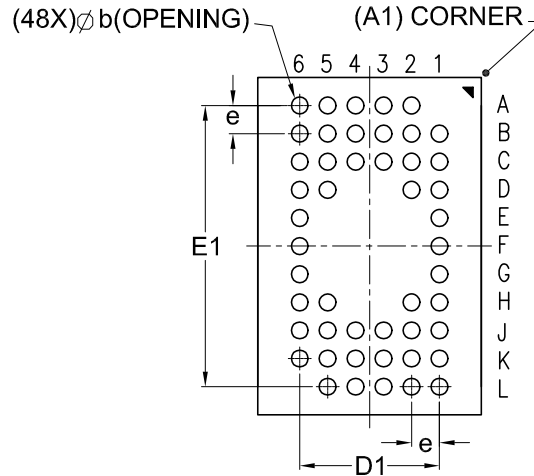 (48X)⌀ b(OPENING)
(A1) CORNER
6 5 4 3 2 1
A
B
C
D
E
F
G
H
J
K
L
e
E1
e
D1